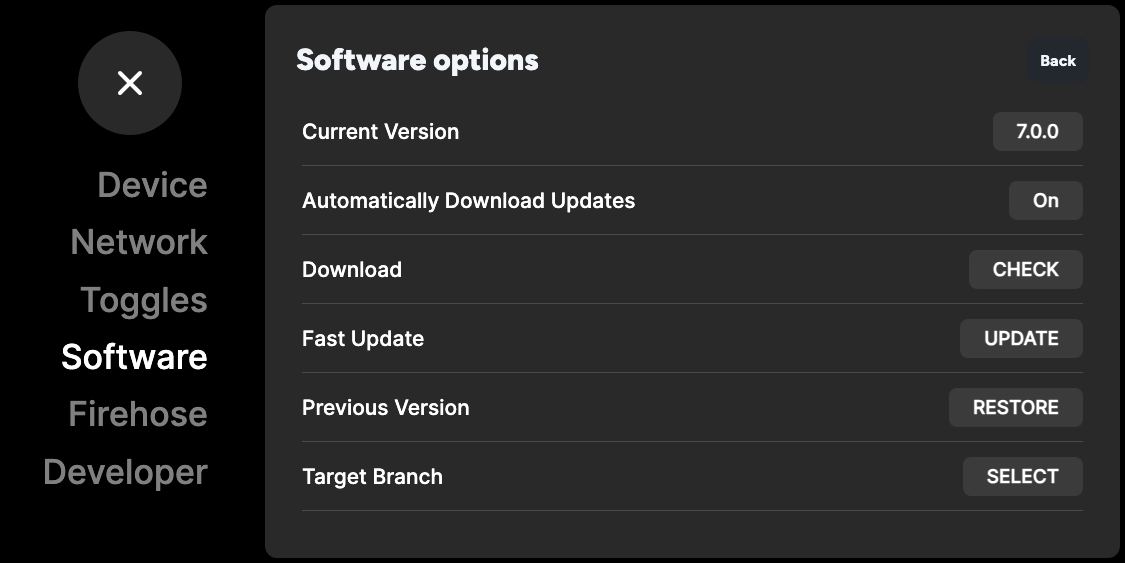 Device
Network
Toggles
Software
Firehose
Developer
Software options
Back
Current Version 7.0.0
Automatically Download Updates On
Download CHECK
Fast Update UPDATE
Previous Version RESTORE
Target Branch SELECT